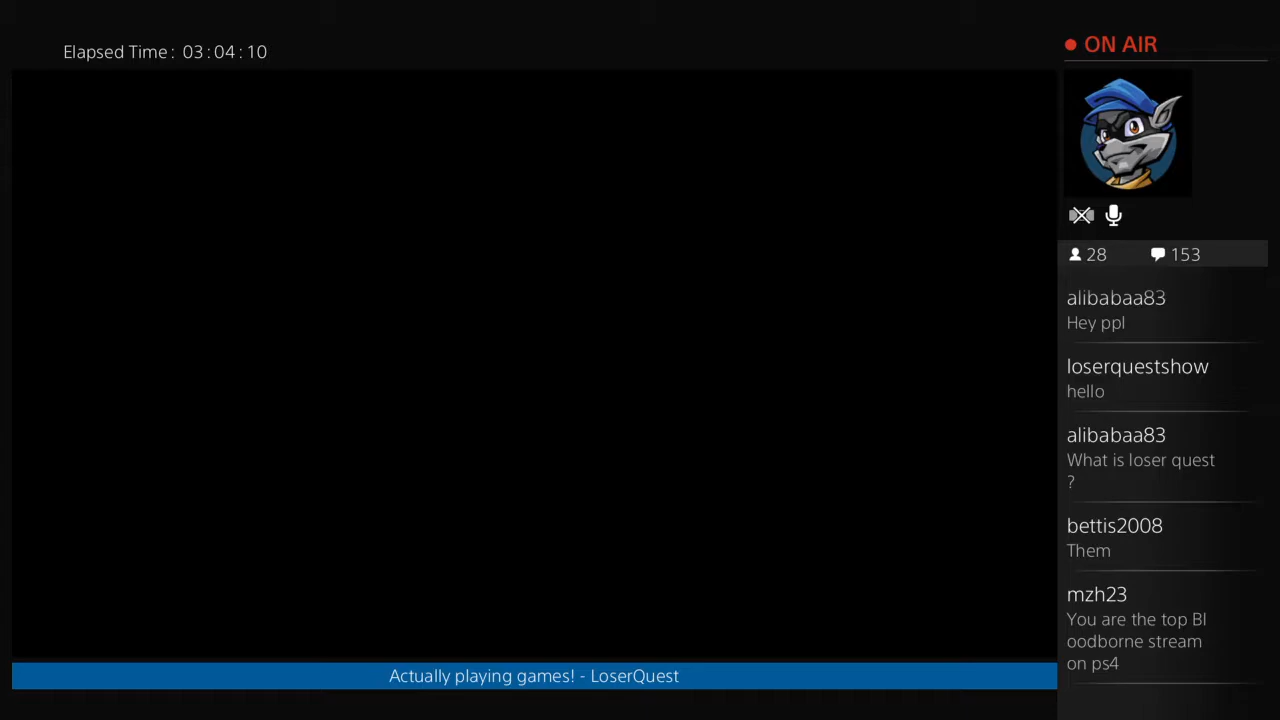 Elapsed Time: 03:04:10
ON AIR
28 153
alibabaa83
Hey ppl
loserquestshow
hello
alibabaa83
What is loser quest
?
bettis2008
Them
mzh23
You are the top Bl
oodborne stream
on ps4
Actually playing games! - LoserQuest